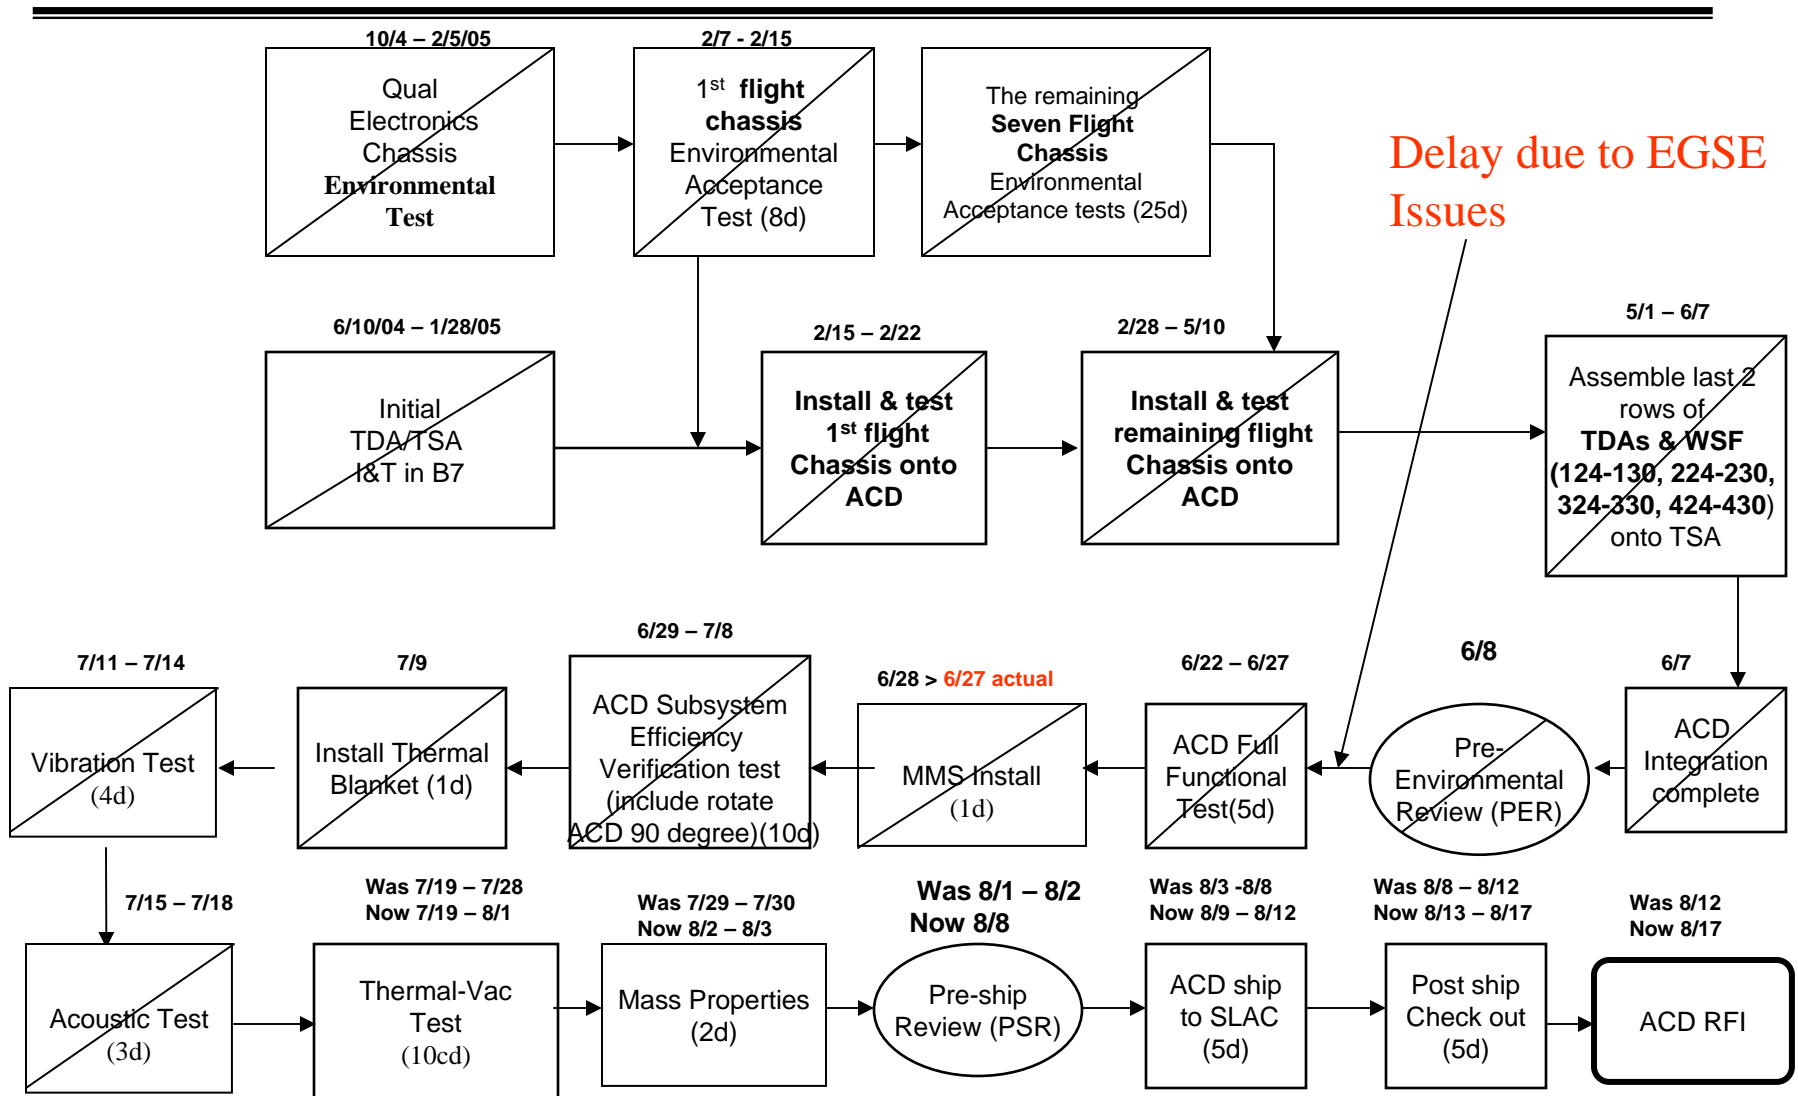 10/4 – 2/5/05
Qual
Electronics
Chassis
Environmental
Test
2/7 - 2/15
1st flight
chassis
Environmental
Acceptance
Test (8d)
The remaining
Seven Flight
Chassis
Environmental
Acceptance tests (25d)
Delay due to EGSE
Issues
6/10/04 – 1/28/05
Initial
TDA/TSA
I&T in B7
2/15 – 2/22
Install & test
1st flight
Chassis onto
ACD
2/28 – 5/10
Install & test
remaining flight
Chassis onto
ACD
5/1 – 6/7
Assemble last 2
rows of
TDAs & WSF
(124-130, 224-230,
324-330, 424-430)
onto TSA
7/11 – 7/14
Vibration Test
(4d)
7/9
Install Thermal
Blanket (1d)
6/29 – 7/8
ACD Subsystem
Efficiency
Verification test
(include rotate
ACD 90 degree)(10d)
6/28 > 6/27 actual
MMS Install
(1d)
6/22 – 6/27
ACD Full
Functional
Test(5d)
6/8
Pre-
Environmental
Review (PER)
6/7
ACD
Integration
complete
7/15 – 7/18
Acoustic Test
(3d)
Was 7/19 – 7/28
Now 7/19 – 8/1
Thermal-Vac
Test
(10cd)
Was 7/29 – 7/30
Now 8/2 – 8/3
Mass Properties
(2d)
Was 8/1 – 8/2
Now 8/8
Pre-ship
Review (PSR)
Was 8/3 -8/8
Now 8/9 – 8/12
ACD ship
to SLAC
(5d)
Was 8/8 – 8/12
Now 8/13 – 8/17
Post ship
Check out
(5d)
Was 8/12
Now 8/17
ACD RFI